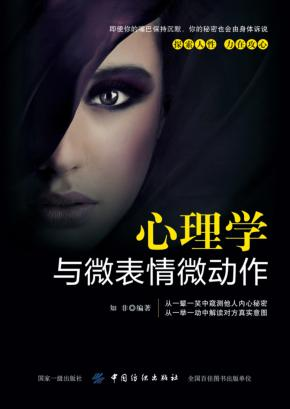 即使你的嘴巴保持沉默，你的秘密也会由身体诉说
探索人性 力在攻心
心理学
与微表情微动作
知 非◎编著
从一颦一笑中窥测他人内心秘密
从一举一动中解读对方真实意图
国家一级出版社
中国纺织出版社
全国百佳图书出版单位